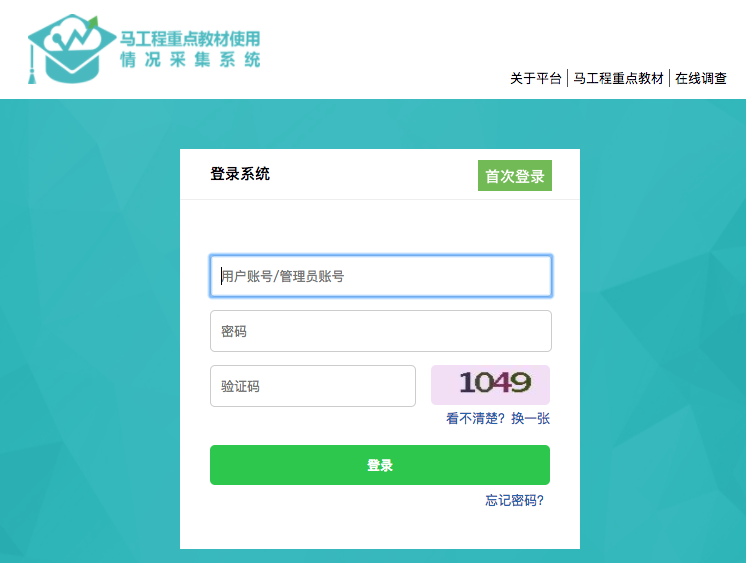 马工程重点教材使用
情况采集系统
关于平台 | 马工程重点教材 | 在线调查
登录系统
首次登录
用户账号/管理员账号
密码
验证码
1049
看不清楚？换一张
登录
忘记密码？